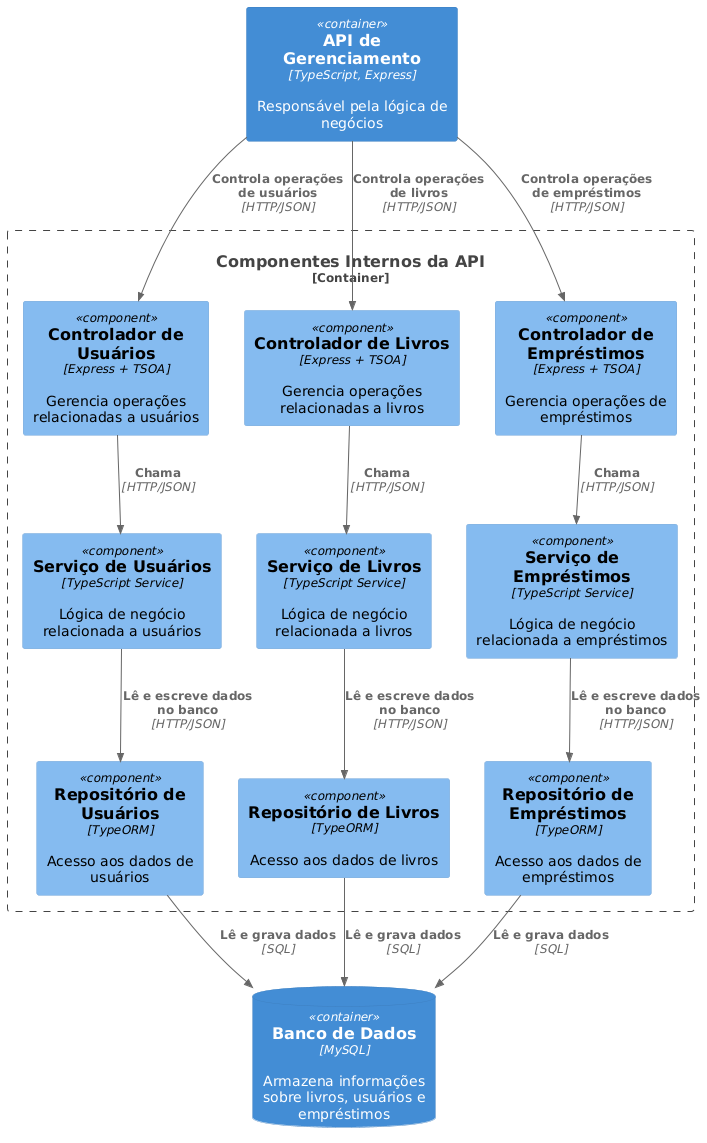 «container»
API de
Gerenciamento
[TypeScript, Express]
Responsável pela lógica de
negócios
Controla operações
de usuários
[HTTP/JSON]
Controla operações
de livros
[HTTP/JSON]
Controla operações
de empréstimos
[HTTP/JSON]
Componentes Internos da API
[Container]
«component»
Controlador de
Usuários
[Express + TSOA]
Gerencia operações
relacionadas a usuários
«component»
Controlador de Livros
[Express + TSOA]
Gerencia operações
relacionadas a livros
«component»
Controlador de
Empréstimos
[Express + TSOA]
Gerencia operações de
empréstimos
Chama
[HTTP/JSON]
Chama
[HTTP/JSON]
Chama
[HTTP/JSON]
«component»
Serviço de Usuários
[TypeScript Service]
Lógica de negócio
relacionada a usuários
«component»
Serviço de Livros
[TypeScript Service]
Lógica de negócio
relacionada a livros
«component»
Serviço de
Empréstimos
[TypeScript Service]
Lógica de negócio
relacionada a empréstimos
Lê e escreve dados
no banco
[HTTP/JSON]
Lê e escreve dados
no banco
[HTTP/JSON]
Lê e escreve dados
no banco
[HTTP/JSON]
«component»
Repositório de
Usuários
[TypeORM]
Acesso aos dados de
usuários
«component»
Repositório de Livros
[TypeORM]
Acesso aos dados de livros
«component»
Repositório de
Empréstimos
[TypeORM]
Acesso aos dados de
empréstimos
Lê e grava dados
[SQL]
Lê e grava dados
[SQL]
Lê e grava dados
[SQL]
«container»
Banco de Dados
[MySQL]
Armazena informações
sobre livros, usuários e
empréstimos